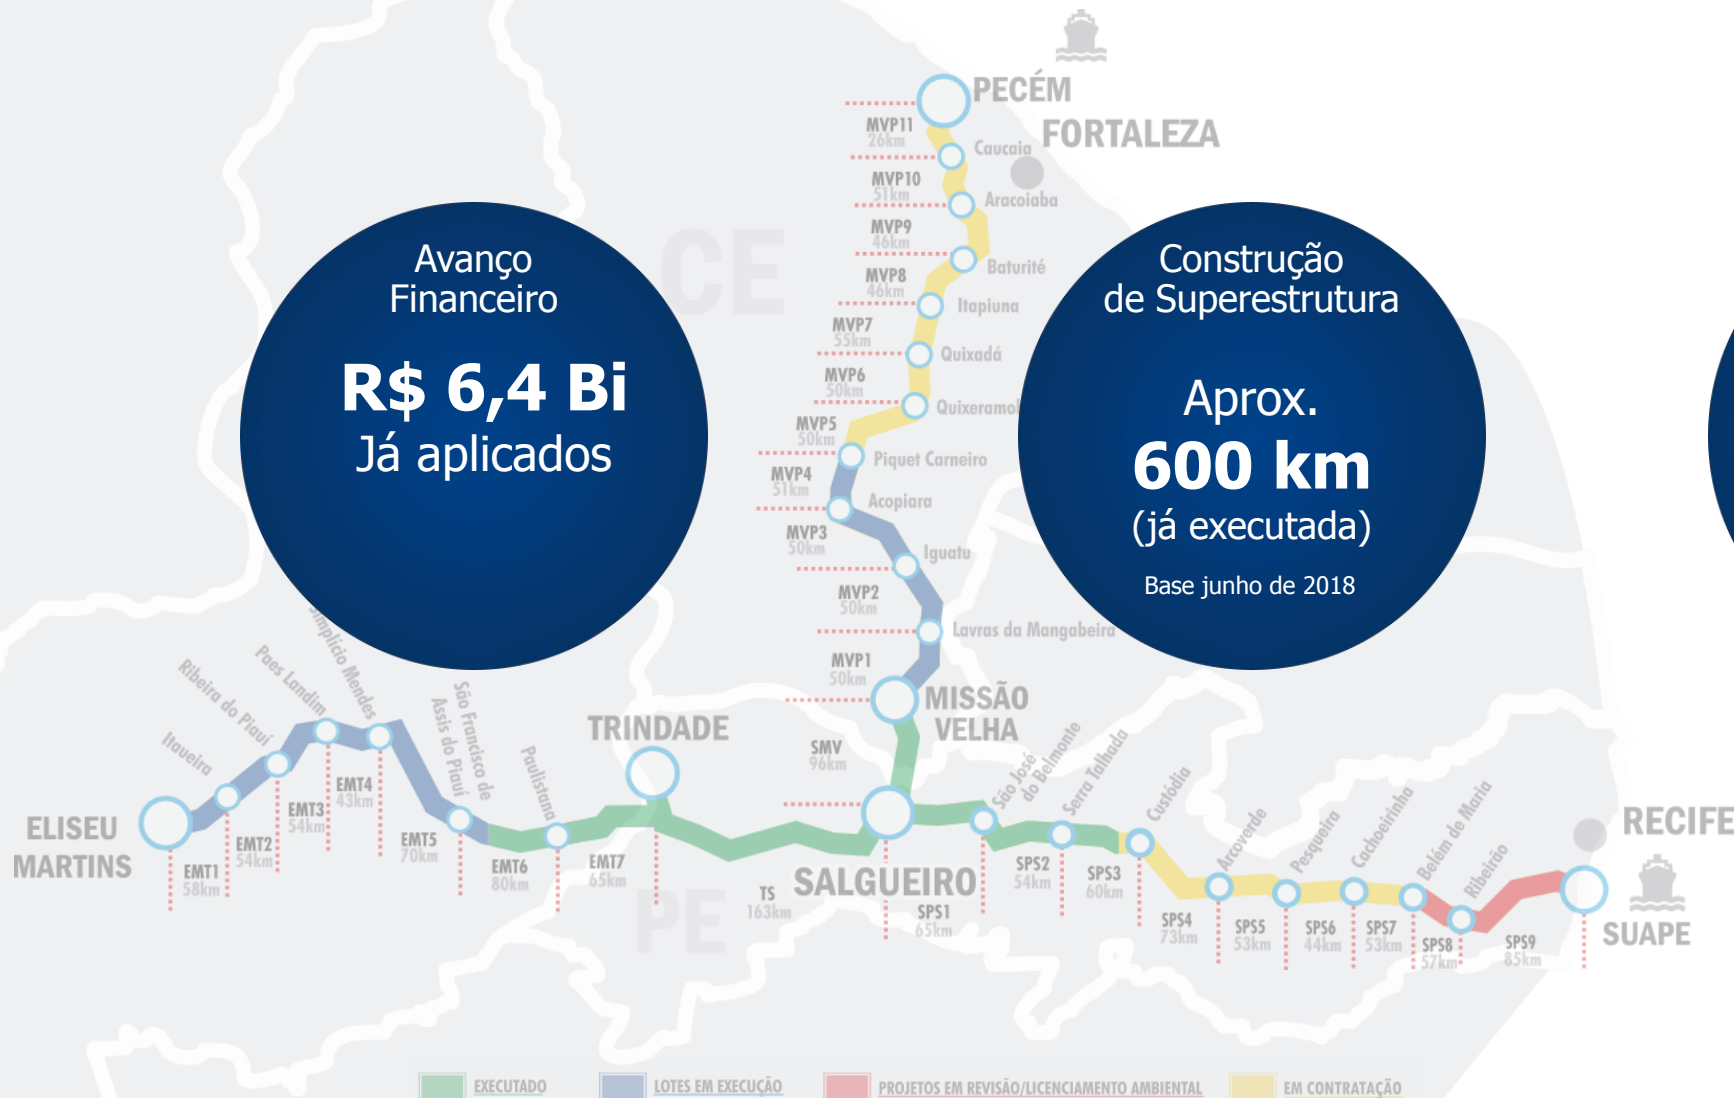 PECÉM
FORTALEZA
MVP11
26km
Caucaia
MVP10
51km
Aracoiaba
MVP9
46km
Baturité
MVP8
46km
Itapiuna
MVP7
55km
Quixadá
MVP6
50km
Quixeramo
MVP5
50km
Piquet Carneiro
MVP4
51km
Acopiara
MVP3
50km
Iguatu
MVP2
50km
Lavras da Mangabeira
MVP1
50km
MISSÃO
VELHA
CE
Avanço
Financeiro
R$ 6,4 Bi
Já aplicados
Construção
de Superestrutura
Aprox.
600 km
(já executada)
Base junho de 2018
SMV
96km
TRINDADE
ELISEU
MARTINS
Itaueira
Ribeira do Piauí
Paes Landim
Simplício Mendes
São Francisco de
Assis do Piauí
Paulistana
EMT1
58km
EMT2
54km
EMT3
54km
EMT4
43km
EMT5
70km
EMT6
80km
EMT7
65km
TS
163km
PE
SALGUEIRO
SPS1
65km
São José
do Belmonte
SPS2
54km
Serra Talhada
SPS3
60km
Custódia
SPS4
73km
Arcoverde
SPS5
53km
Pesqueira
SPS6
44km
Cachoeirinha
SPS7
53km
Belém de Maria
SPS8
57km
Ribeirão
SPS9
85km
RECIFE
SUAPE
EXECUTADO
LOTES EM EXECUÇÃO
PROJETOS EM REVISÃO/LICENCIAMENTO AMBIENTAL
EM CONTRATAÇÃO